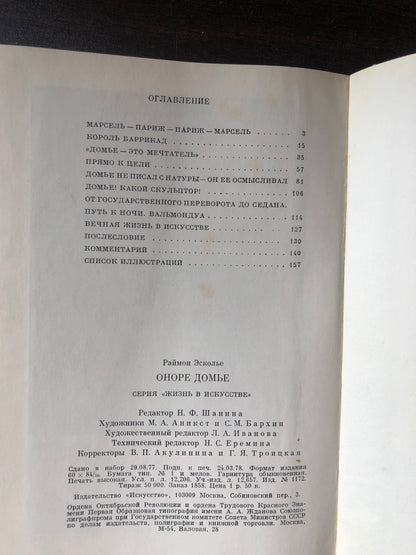 ОГЛАВЛЕНИЕ
МАРСЕЛЬ — ПАРИЖ — ПАРИЖ — МАРСЕЛЬ . . . . . . 3
КОРОЛЬ БАРРИКАД . . . . . . . . . . . . . . . . 15
«ДОМЬЕ — ЭТО МЕЧТАТЕЛЬ» . . . . . . . . . . . . 35
ПРЯМО К ЦЕЛИ . . . . . . . . . . . . . . . . . . 57
ДОМЬЕ НЕ ПИСАЛ С НАТУРЫ — ОН ЕЕ ОСМЫСЛИВАЛ 81
ДОМЬЕ! КАКОЙ СКУЛЬПТОР! . . . . . . . . . . . . 106
ОТ ГОСУДАРСТВЕННОГО ПЕРЕВОРОТА ДО СЕДАНА.
ПУТЬ К НОЧИ. ВАЛЬМОНДУА . . . . . . . . . . . . 114
ВЕЧНАЯ ЖИЗНЬ В ИСКУССТВЕ . . . . . . . . . . . 127
ПОСЛЕСЛОВИЕ . . . . . . . . . . . . . . . . . . 130
КОММЕНТАРИЙ . . . . . . . . . . . . . . . . . . 140
СПИСОК ИЛЛЮСТРАЦИЙ . . . . . . . . . . . . . . 157
Раймон Эсколье
ОНОРЕ ДОМЬЕ
СЕРИЯ «ЖИЗНЬ В ИСКУССТВЕ»
Редактор Н. Ф. Шанина
Художники М. А. Аникст и С. М. Бархин
Художественный редактор Л. А. Иванова
Технический редактор Н. С. Еремина
Корректоры В. П. Акулинина и Г. Я. Троицкая
Сдано в набор 29.08.77. Подп. к печ. 24.03.78. Формат издания
60 × 84/16. Бумага тип. № 1 и мелов. Гарнитура обыкновенная.
Печать высокая. Усл. п. л. 12,206. Уч.-изд. л. 12,657. Изд. № 1172.
Тираж 50 000. Заказ 1858. Цена 1 р. 50 к.
Издательство «Искусство», 103009 Москва, Собиновский пер., 3.
Ордена Октябрьской Революции и ордена Трудового Красного Зна-
мени Первая Образцовая типография имени А. А. Жданова Союзпо-
лиграфпрома при Государственном комитете Совета Министров СССР
по делам издательств, полиграфии и книжной торговли. Москва,
М-54, Валовая, 28